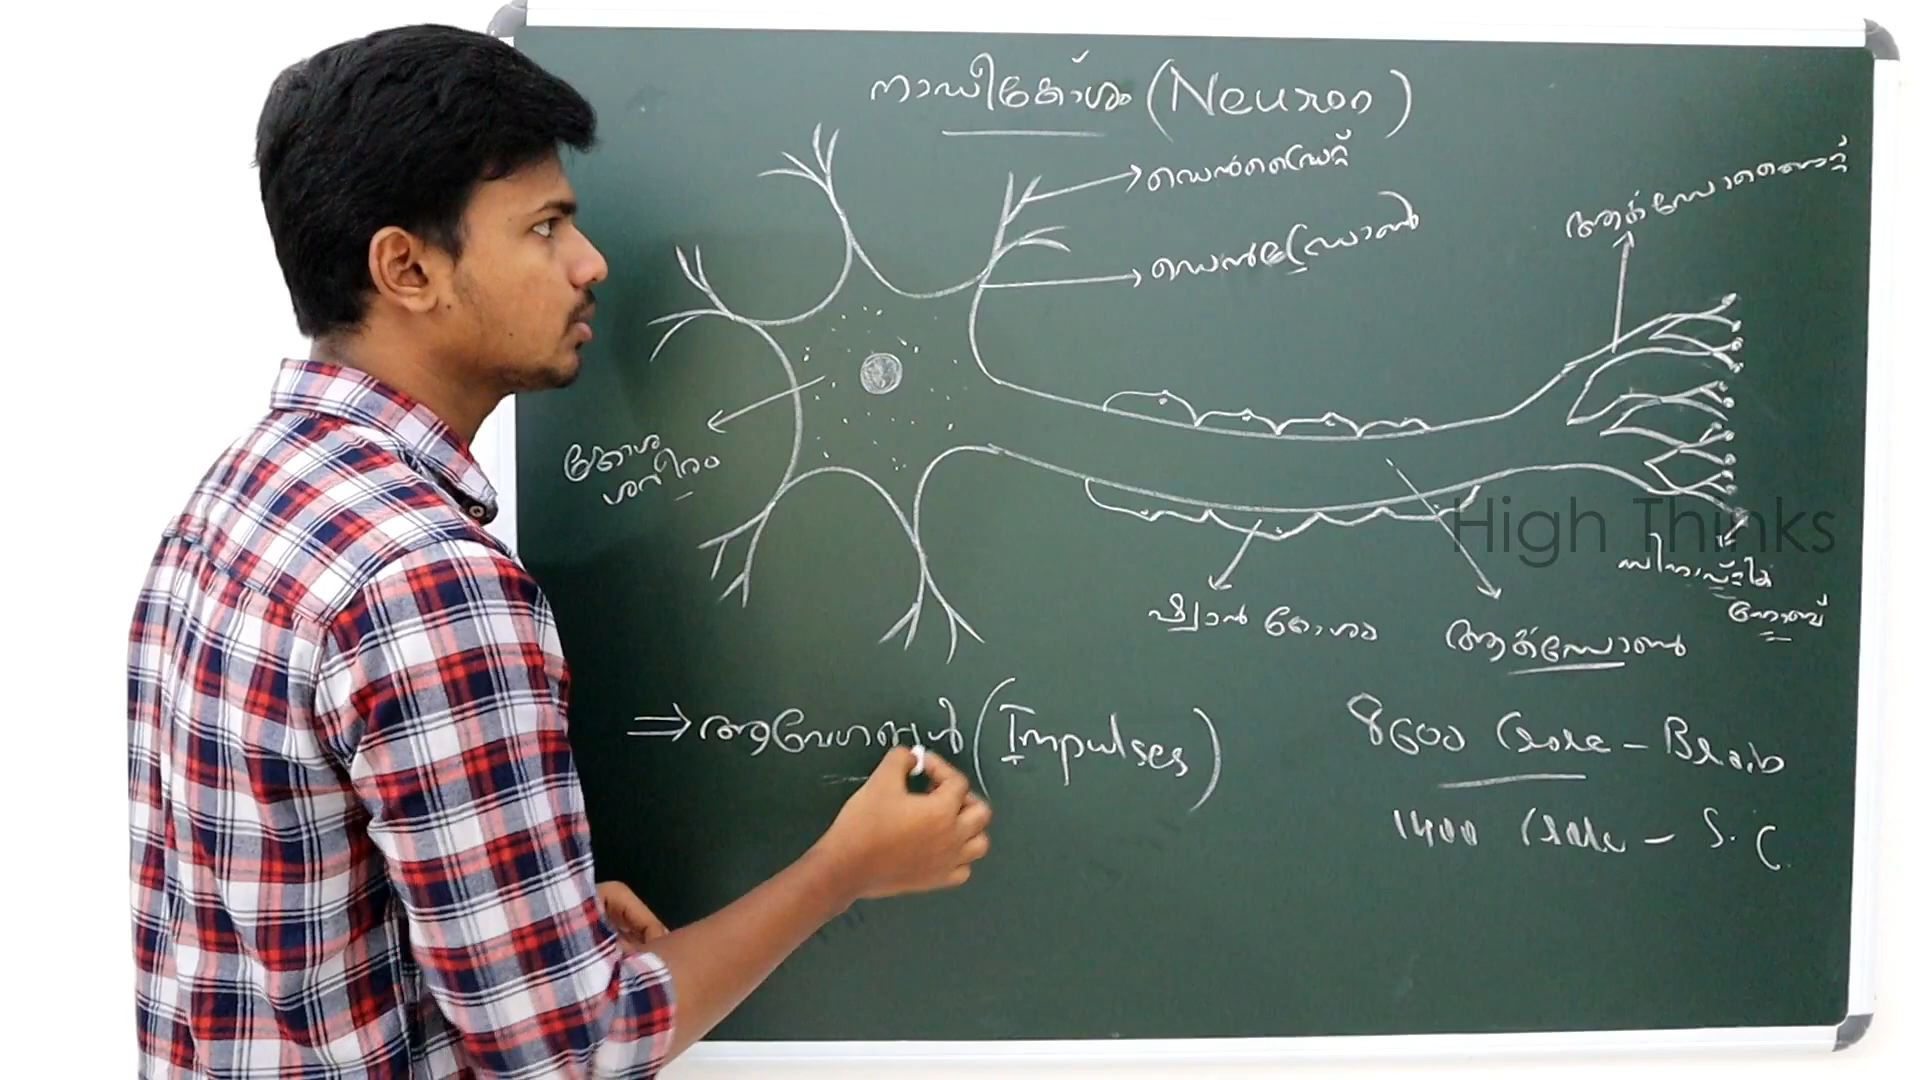 നാഡീകോശം (Neuron)
ഡെൻഡ്രൈറ്റ്
ആക്സോണൈറ്റ്
ഡെൻഡ്രോൺ
കോശ
ശരീരം
High Thinks
സിനാപ്റ്റിക
നോബ്
ഷ്വാൻ കോശം
ആക്സോൺ
⇒ ആവേഗങ്ങൾ (Impulses)
8600 Crore - Brain
1400 Crore - S.C.